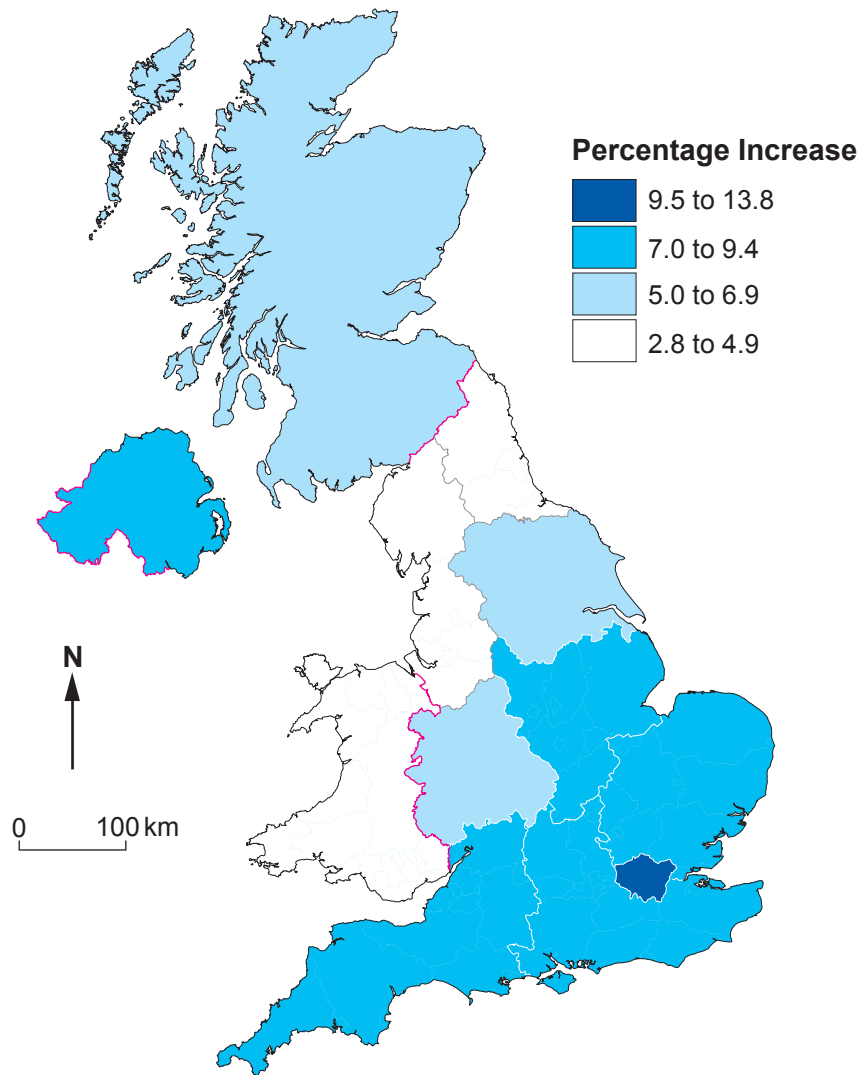 Percentage Increase
9.5 to 13.8
7.0 to 9.4
5.0 to 6.9
2.8 to 4.9
N
0 100 km